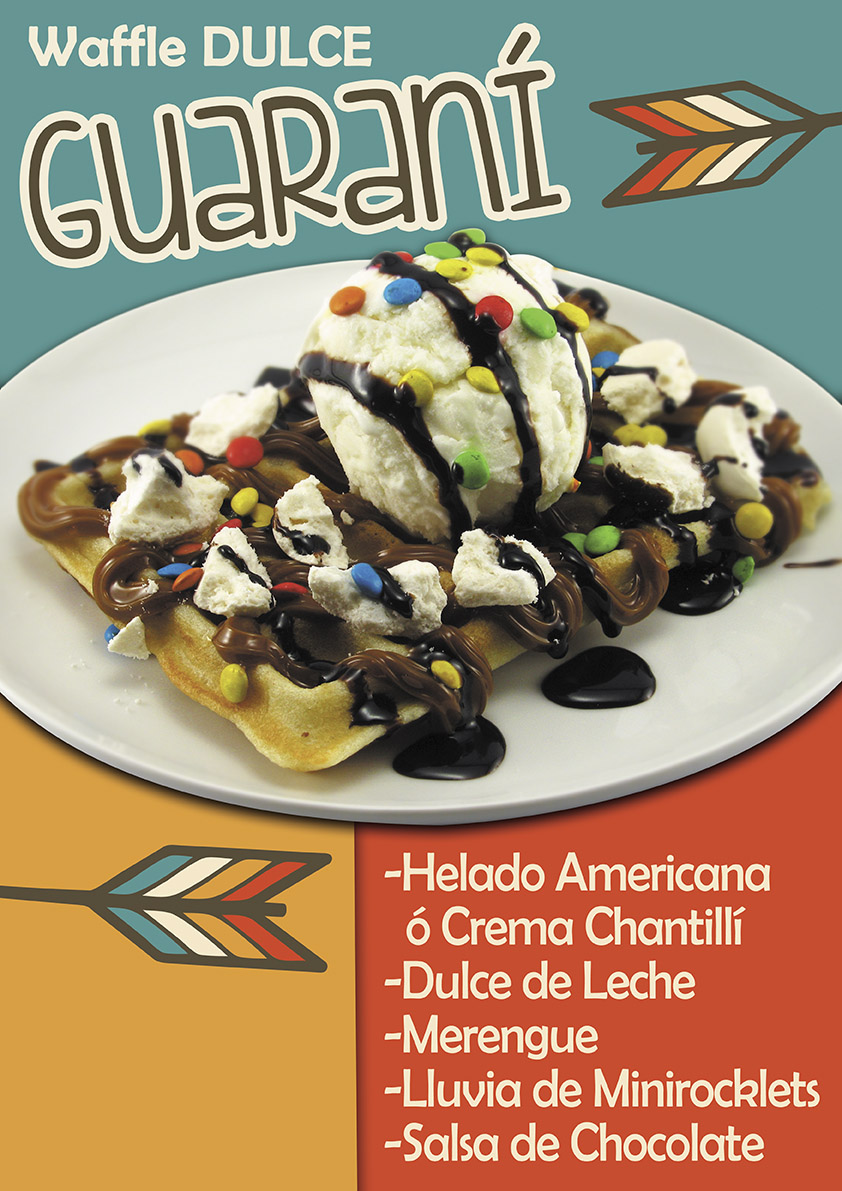 Waffle DULCE
GUaRaNÍ
-Helado Americana
ó Crema Chantillí
-Dulce de Leche
-Merengue
-Lluvia de Minirocklets
-Salsa de Chocolate